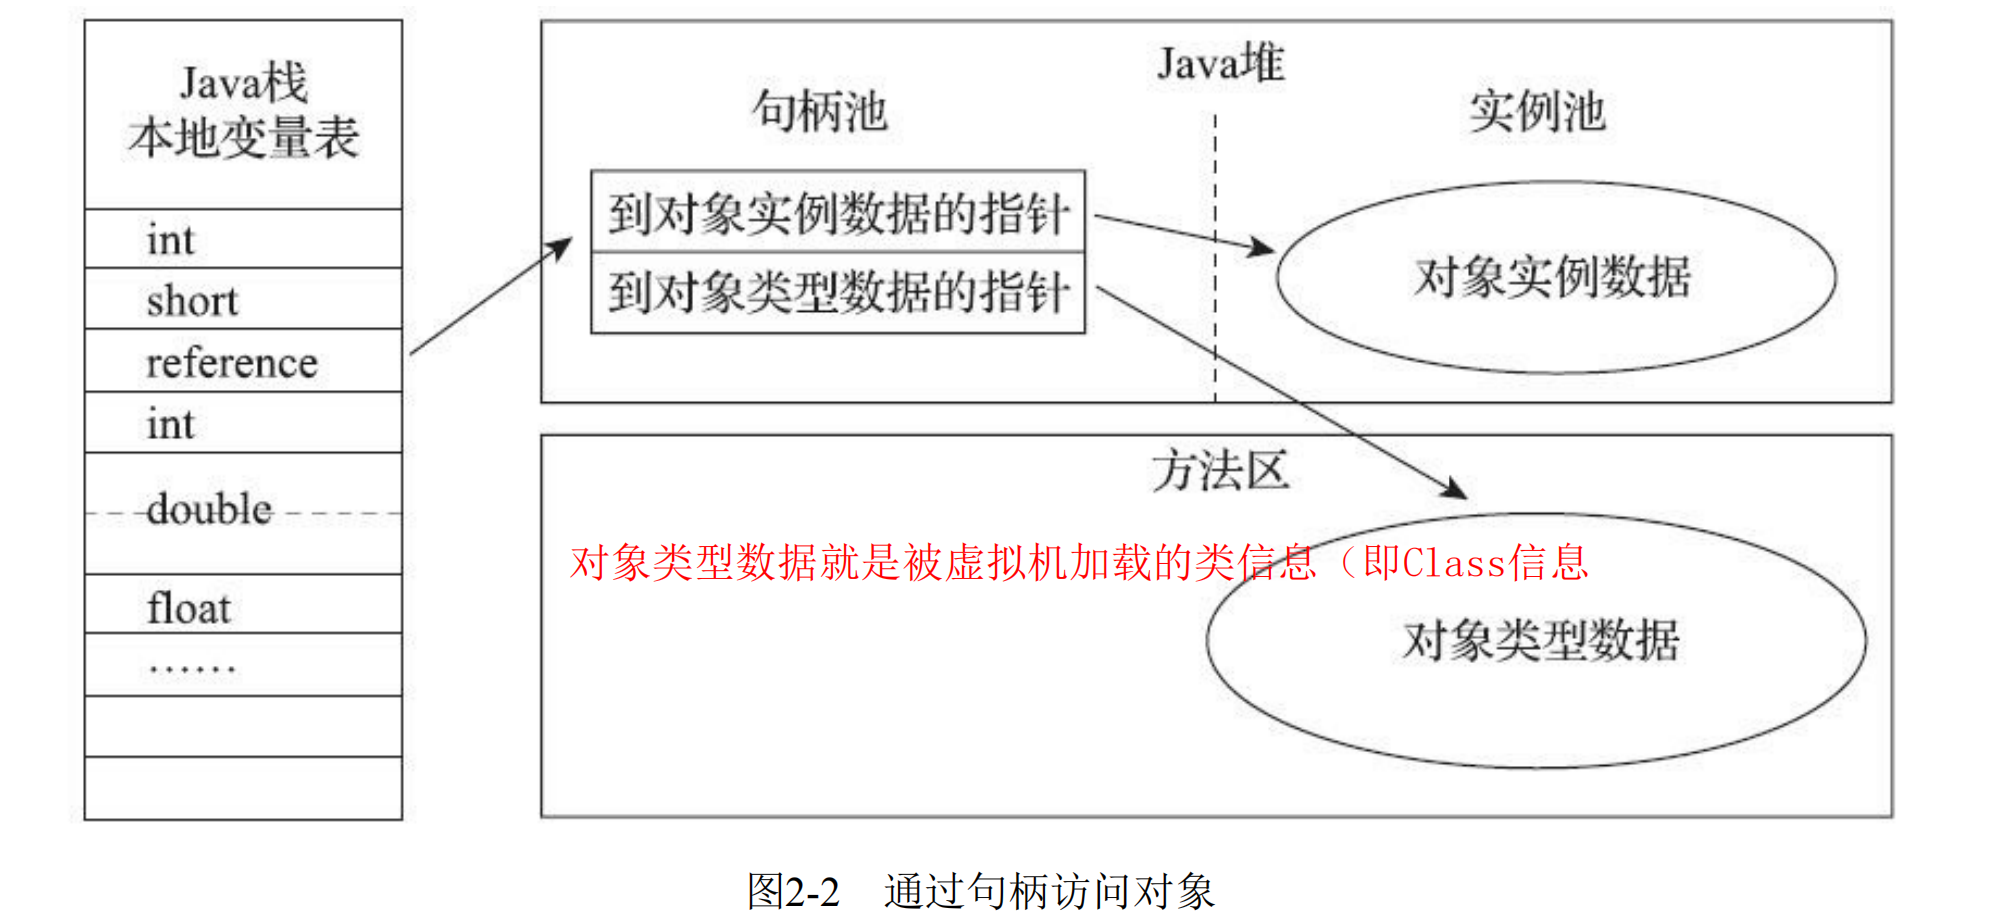 Java栈
本地变量表
int
short
reference
int
double
float
……
Java堆
句柄池
实例池
到对象实例数据的指针
到对象类型数据的指针
对象实例数据
方法区
对象类型数据就是被虚拟机加载的类信息（即Class信息
对象类型数据
图2-2 通过句柄访问对象